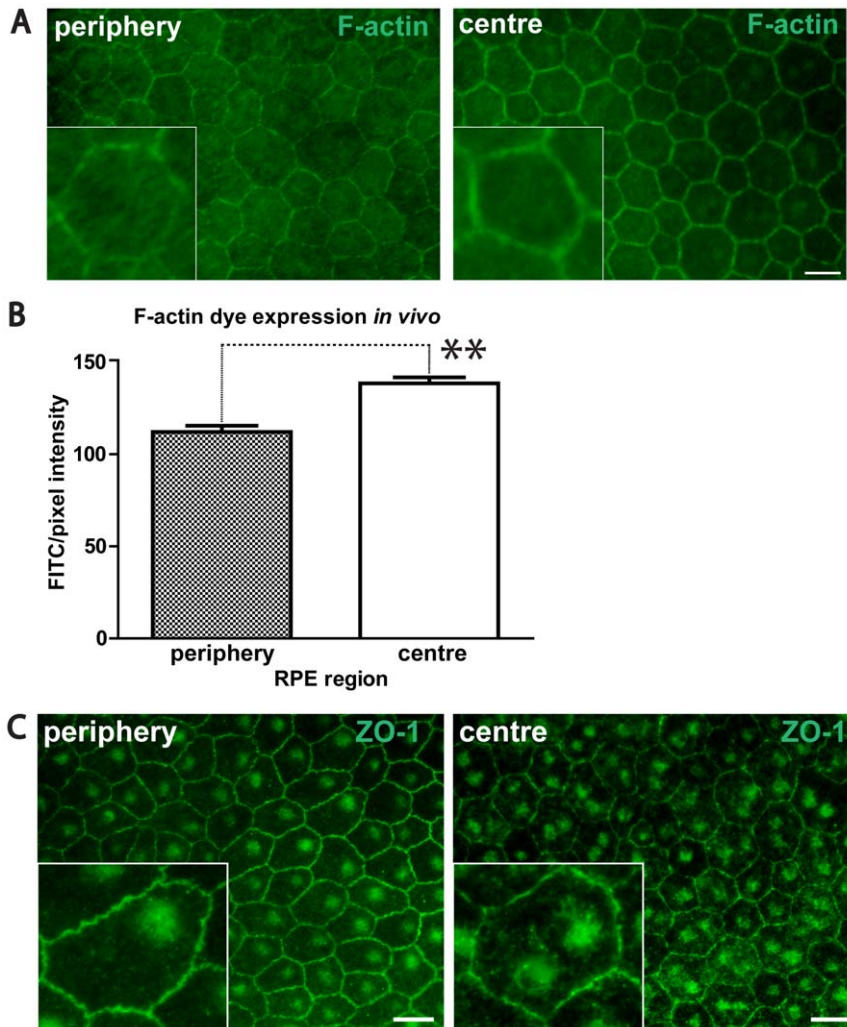 A
periphery F-actin
centre F-actin
B
F-actin dye expression in vivo
**
150
100
50
0
FITC/pixel intensity
periphery centre
RPE region
C
periphery ZO-1
centre ZO-1